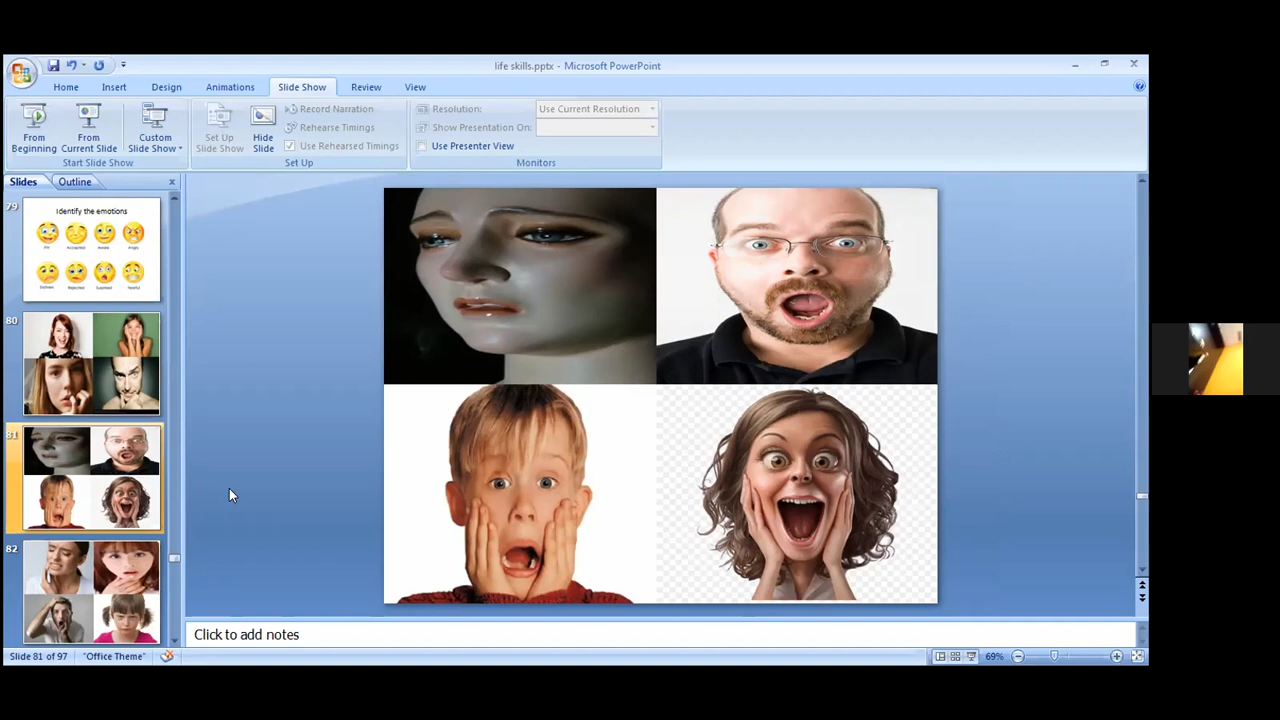 life skills.pptx - Microsoft PowerPoint
Home Insert Design Animations Slide Show Review View
From Beginning
From Current Slide
Custom Slide Show
Start Slide Show
Set Up Slide Show
Hide Slide
Record Narration
Rehearse Timings
Use Rehearsed Timings
Set Up
Resolution: Use Current Resolution
Show Presentation On:
Use Presenter View
Monitors
Slides Outline
79
Identify the emotions
Angry
80
81
82
Click to add notes
Slide 81 of 97 "Office Theme" 69%